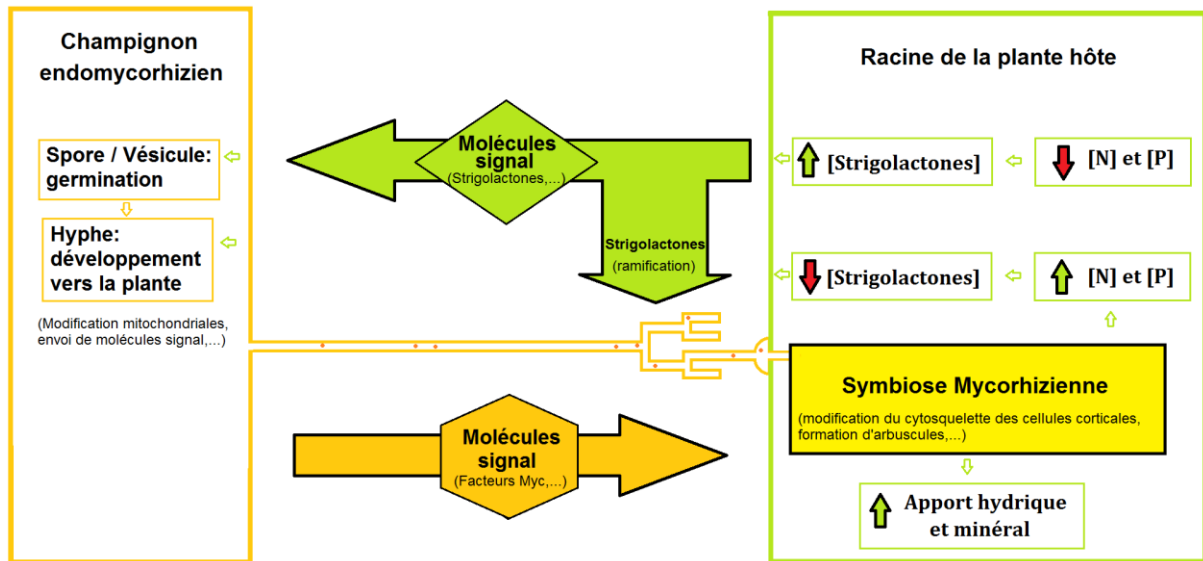 Champignon
endomycorhizien
Spore / Vésicule:
germination
Hyphe:
développement
vers la plante
(Modification mitochondriales,
envoi de molécules signal,...)
Molécules
signal
(Strigolactones,...)
Strigolactones
(ramification)
Molécules
signal
(Facteurs Myc,...)
Racine de la plante hôte
[Strigolactones]
[N] et [P]
[Strigolactones]
[N] et [P]
Symbiose Mycorhizienne
(modification du cytosquelette des cellules corticales,
formation d'arbuscules,...)
Apport hydrique
et minéral